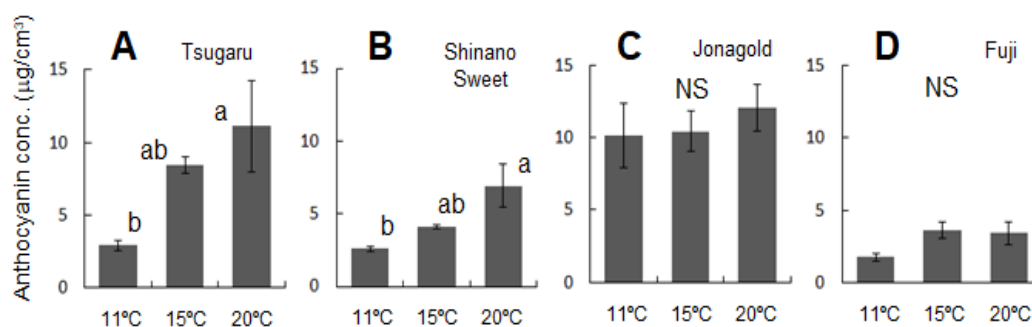 Anthocyanin conc. (µg/cm³)
A
Tsugaru
15
10
5
0
b
ab
a
11ºC 15ºC 20ºC
B
Shinano
Sweet
15
10
5
0
b
ab
a
11ºC 15ºC 20ºC
C
Jonagold
NS
15
10
5
0
11ºC 15ºC 20ºC
D
Fuji
NS
15
10
5
0
11ºC 15ºC 20ºC